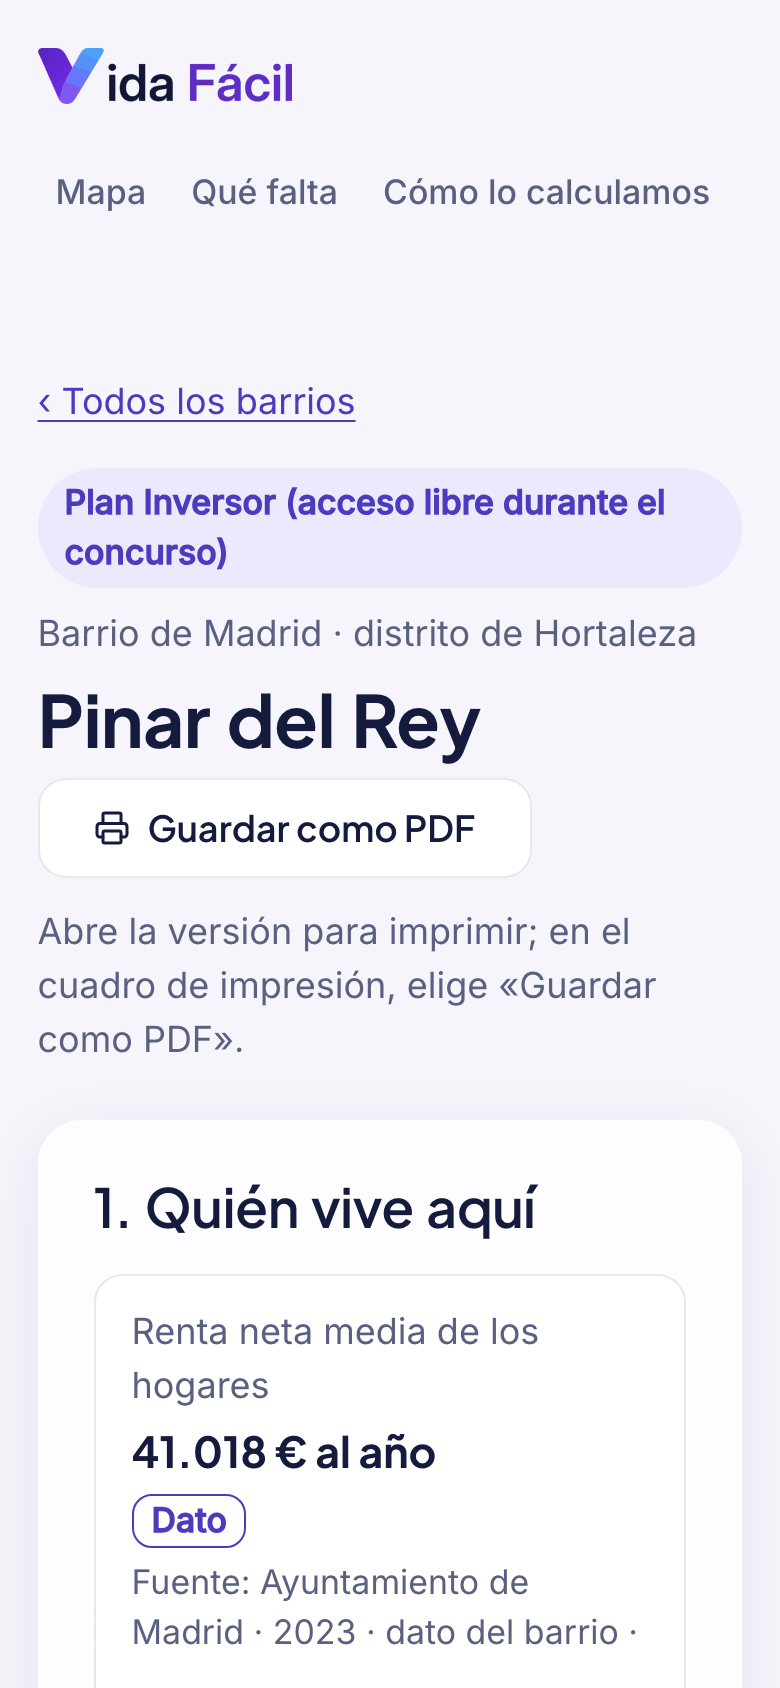 Vida Fácil
Mapa Qué falta Cómo lo calculamos
‹ Todos los barrios
Plan Inversor (acceso libre durante el
concurso)
Barrio de Madrid · distrito de Hortaleza
Pinar del Rey
Guardar como PDF
Abre la versión para imprimir; en el
cuadro de impresión, elige «Guardar
como PDF».
1. Quién vive aquí
Renta neta media de los
hogares
41.018 € al año
Dato
Fuente: Ayuntamiento de
Madrid · 2023 · dato del barrio ·